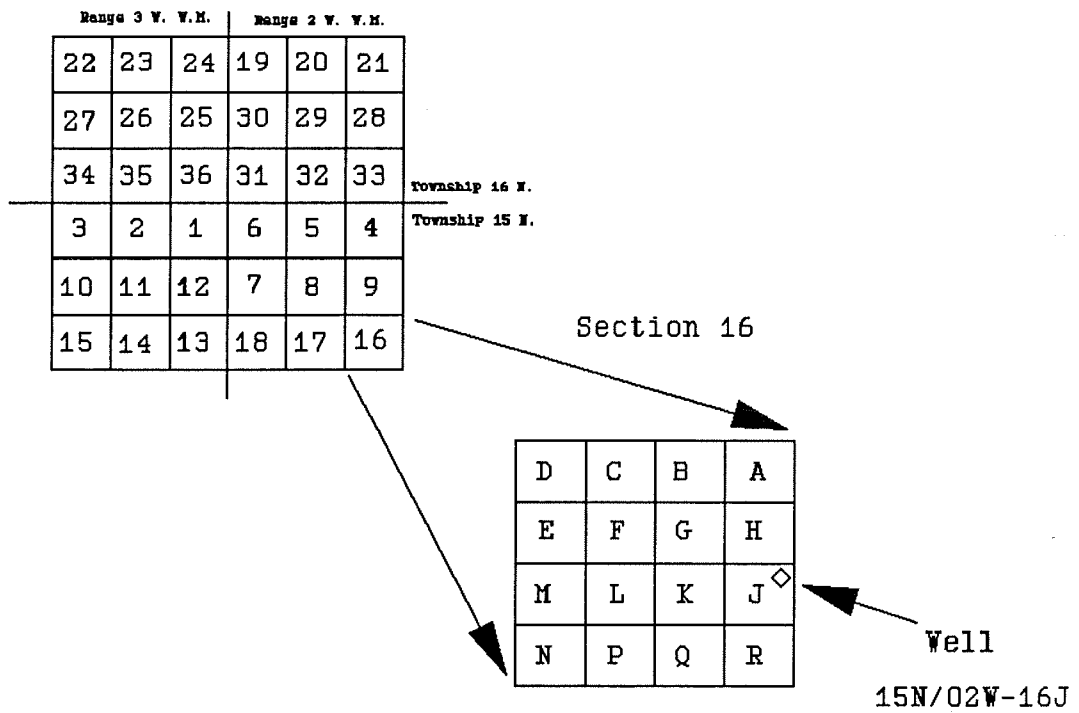 Range 3 W. W.M. Range 2 W. W.M.
22 23 24 19 20 21
27 26 25 30 29 28
34 35 36 31 32 33
Township 16 N.
3 2 1 6 5 4
Township 15 N.
10 11 12 7 8 9
15 14 13 18 17 16
Section 16
D C B A
E F G H
M L K J
N P Q R
Well
15N/02W-16J